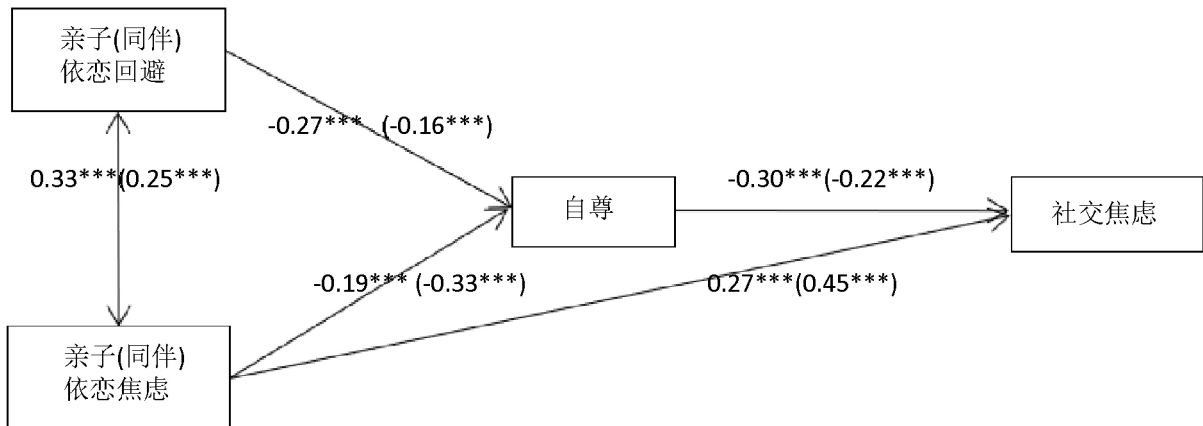 亲子(同伴)
依恋回避
-0.27*** (-0.16***)
0.33***(0.25***)
自尊
-0.30***(-0.22***)
社交焦虑
-0.19*** (-0.33***)
0.27***(0.45***)
亲子(同伴)
依恋焦虑